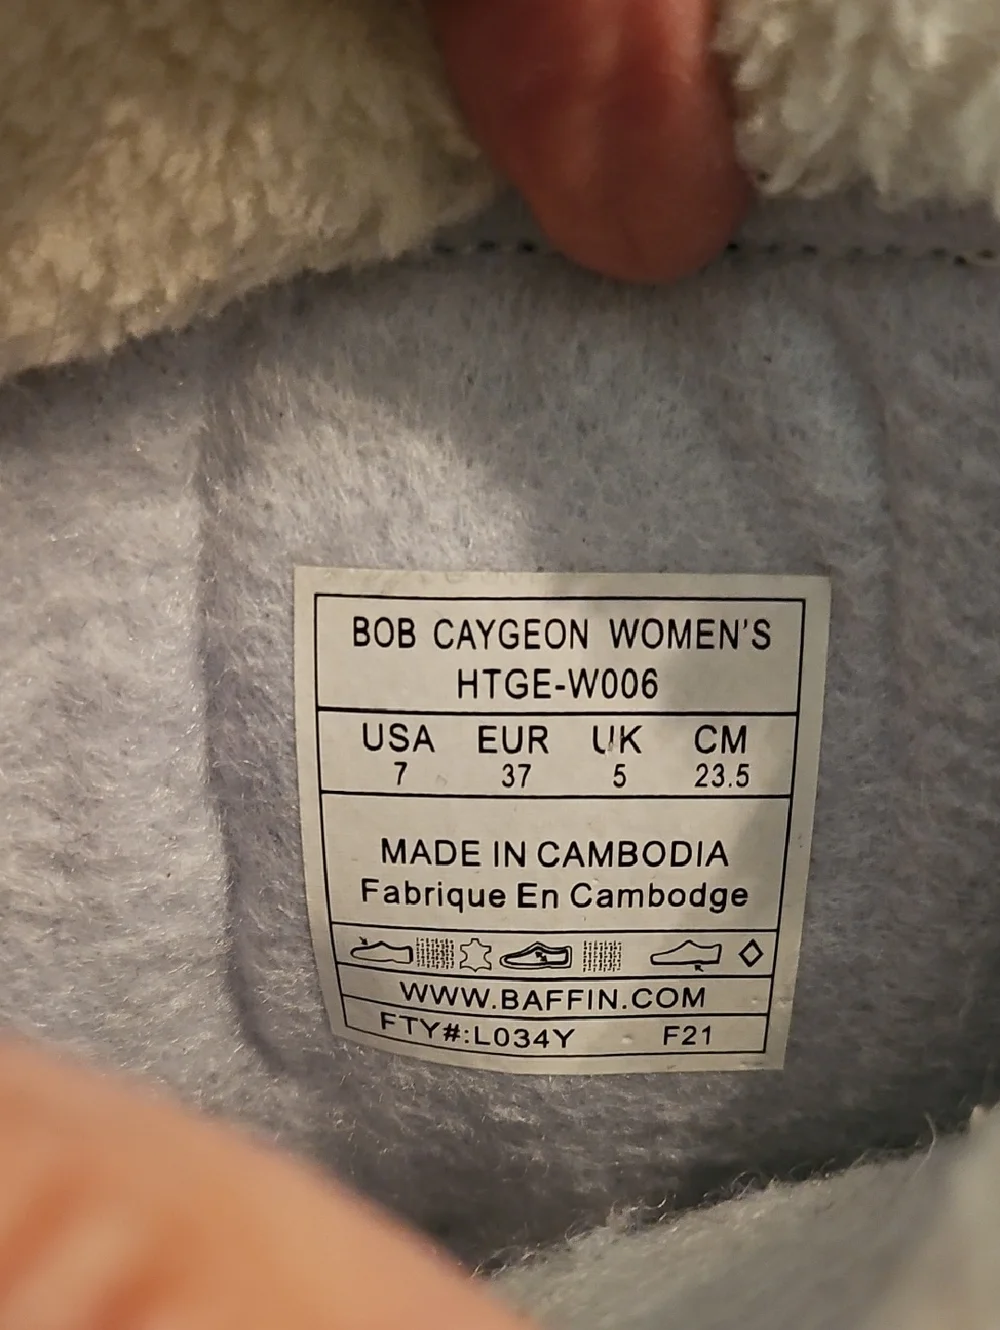 BOB CAYGEON WOMEN'S
HTGE-W006
USA EUR UK CM
7 37 5 23.5
MADE IN CAMBODIA
Fabrique En Cambodge
WWW.BAFFIN.COM
FTY#:L034Y F21